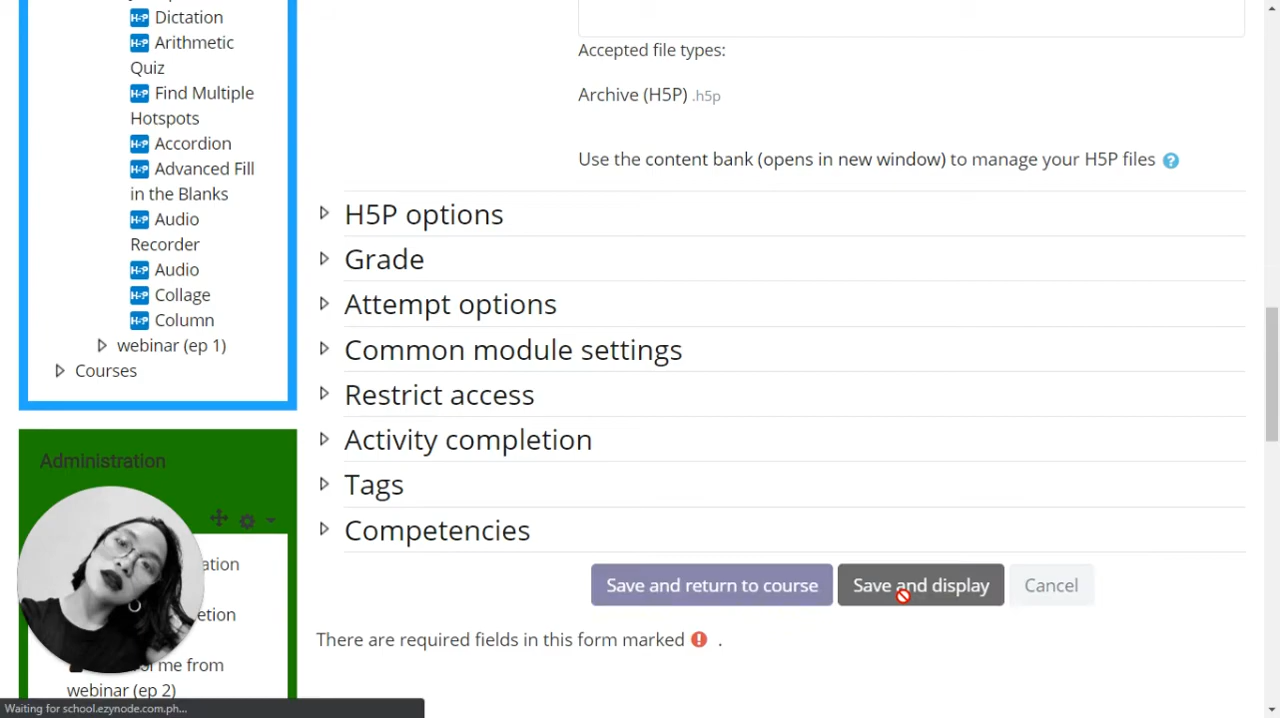 Dictation
Arithmetic
Quiz
Find Multiple
Hotspots
Accordion
Advanced Fill
in the Blanks
Audio
Recorder
Audio
Collage
Column
webinar (ep 1)
Courses
Administration
ation
etion
me from
webinar (ep 2)
Accepted file types:
Archive (H5P) .h5p
Use the content bank (opens in new window) to manage your H5P files
H5P options
Grade
Attempt options
Common module settings
Restrict access
Activity completion
Tags
Competencies
Save and return to course
Save and display
Cancel
There are required fields in this form marked .
Waiting for school.ezynode.com.ph...